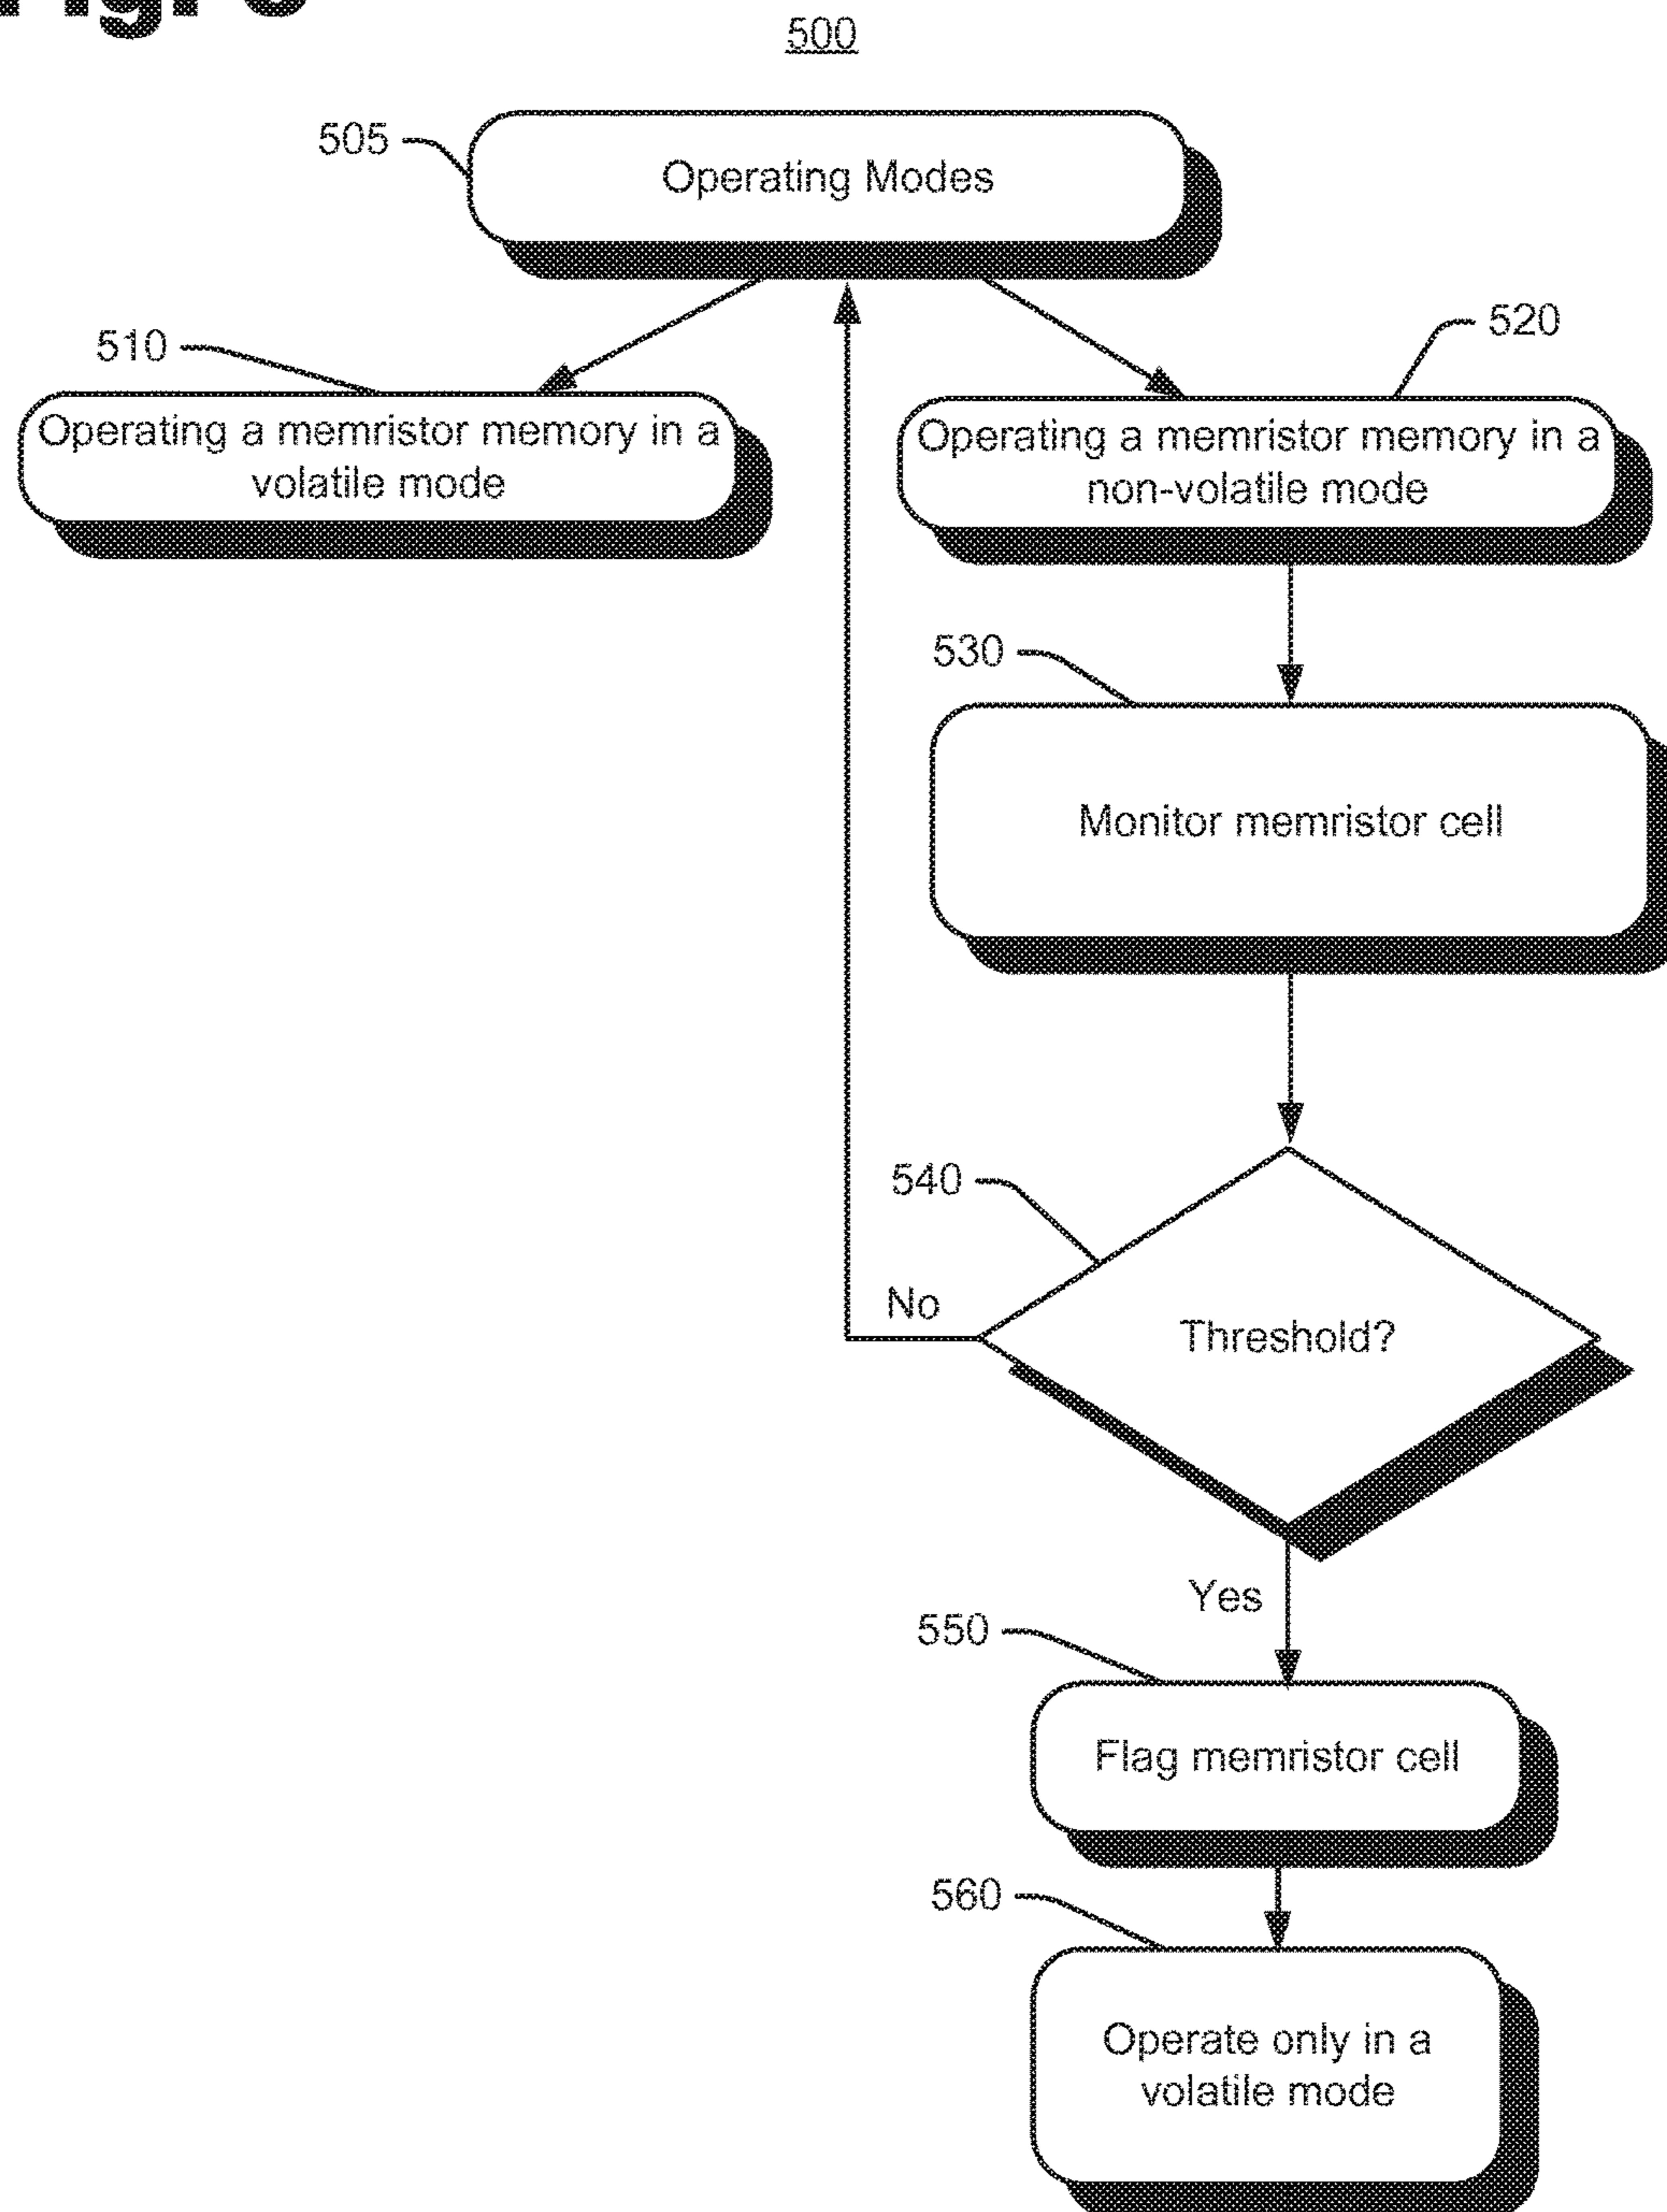 500
505
Operating Modes
510
520
Operating a memristor memory in a
volatile mode
Operating a memristor memory in a
non-volatile mode
530
Monitor memristor cell
540
No
Threshold?
Yes
550
Flag memristor cell
560
Operate only in a
volatile mode